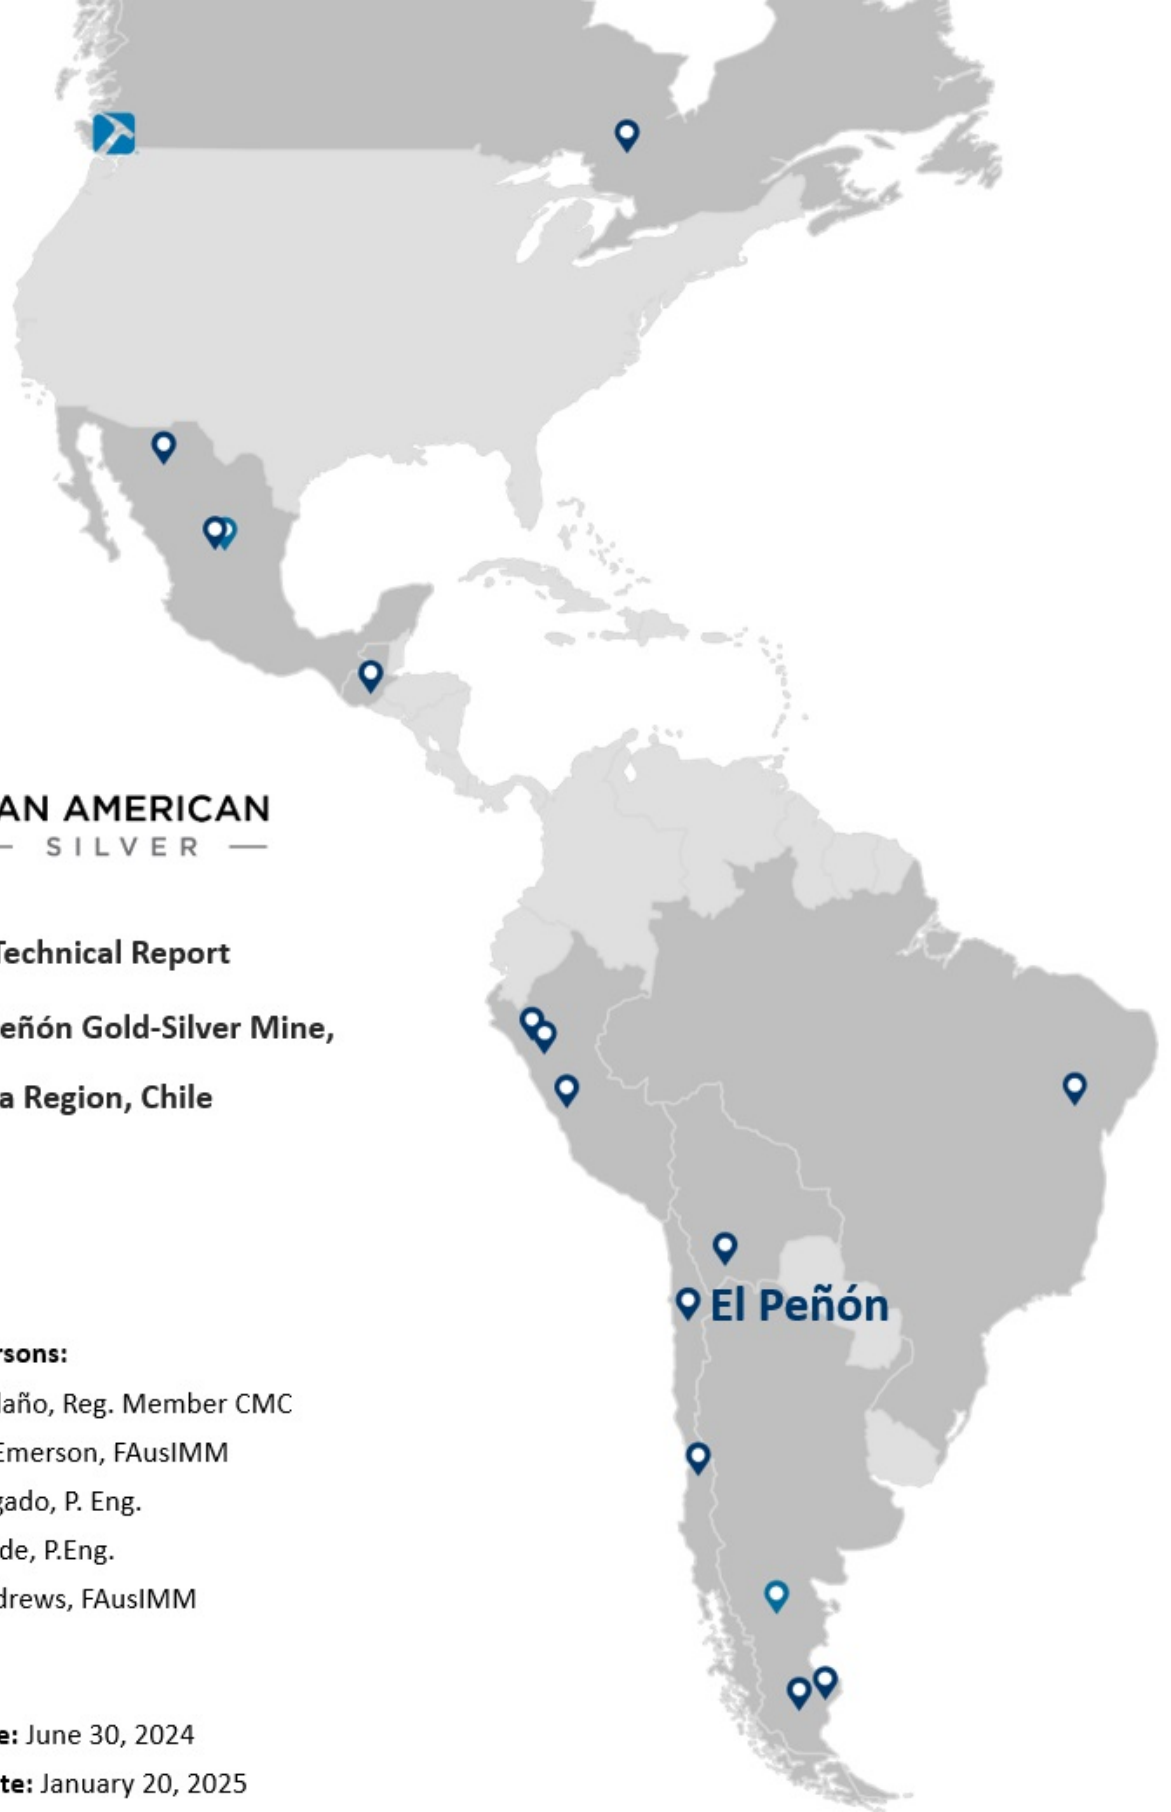 AN AMERICAN
— SILVER —
Technical Report
eñón Gold-Silver Mine,
a Region, Chile
El Peñón
rsons:
laño, Reg. Member CMC
Emerson, FAusIMM
gado, P. Eng.
de, P.Eng.
drews, FAusIMM
e: June 30, 2024
te: January 20, 2025